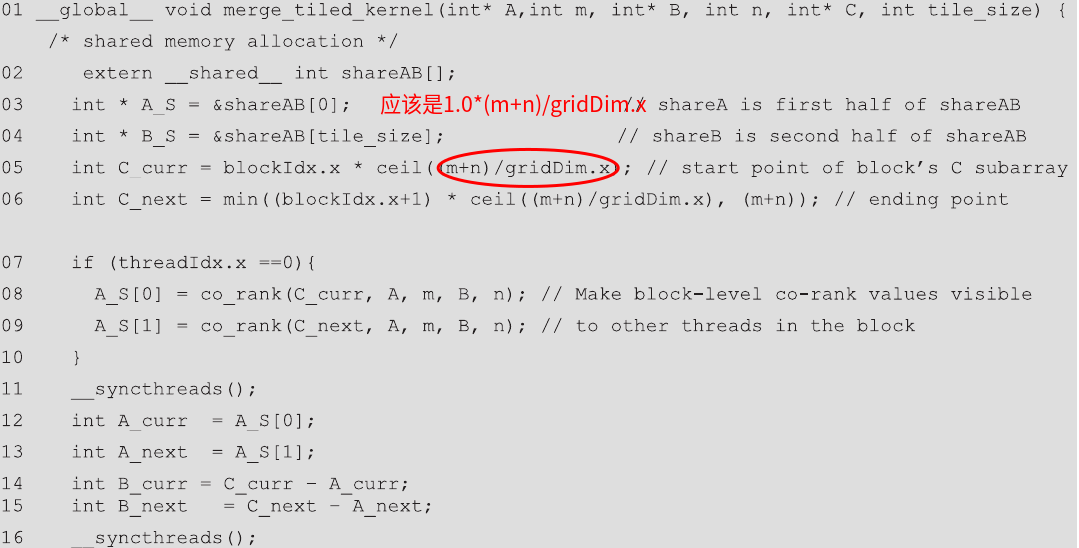 01 __global__ void merge_tiled_kernel(int* A,int m, int* B, int n, int* C, int tile_size) {
/* shared memory allocation */
02 extern __shared__ int shareAB[];
03 int * A_S = &shareAB[0]; 应该是1.0*(m+n)/gridDim.x // shareA is first half of shareAB
04 int * B_S = &shareAB[tile_size]; // shareB is second half of shareAB
05 int C_curr = blockIdx.x * ceil((m+n)/gridDim.x); // start point of block’s C subarray
06 int C_next = min((blockIdx.x+1) * ceil((m+n)/gridDim.x), (m+n)); // ending point
07 if (threadIdx.x ==0){
08 A_S[0] = co_rank(C_curr, A, m, B, n); // Make block-level co-rank values visible
09 A_S[1] = co_rank(C_next, A, m, B, n); // to other threads in the block
10 }
11 __syncthreads();
12 int A_curr = A_S[0];
13 int A_next = A_S[1];
14 int B_curr = C_curr – A_curr;
15 int B_next = C_next – A_next;
16 __syncthreads();